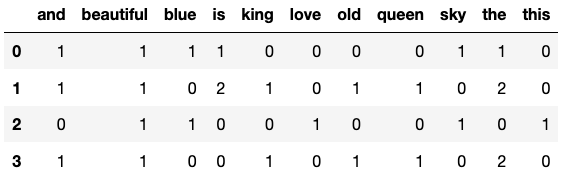 and beautiful blue is king love old queen sky the this
0 1 1 1 1 0 0 0 0 1 1 0
1 1 1 0 2 1 0 1 1 0 2 0
2 0 1 1 0 0 1 0 0 1 0 1
3 1 1 0 0 1 0 1 1 0 2 0